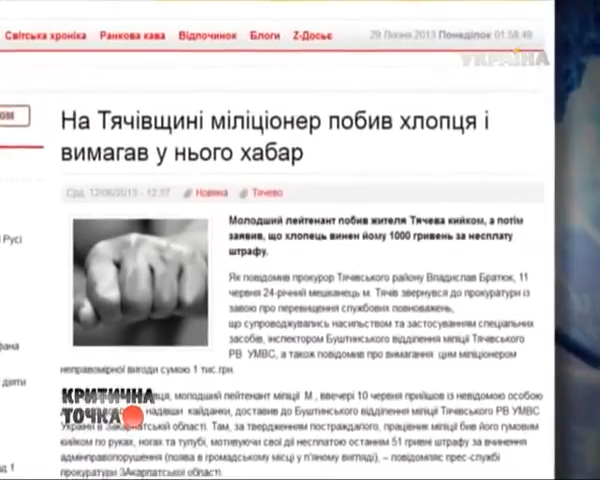 Світська хроніка Ранкова кава Відпочинок Блоги Z-Досьє 29 Липня 2013 Понеділок 01:58:49
УКРАЇНА
ом
На Тячівщині міліціонер побив хлопця і
вимагав у нього хабар
Срд, 12/06/2013 - 12:37 Новина Тячево
Молодший лейтенант побив жителя Тячева кийком, а потім
заявив, що хлопець винен йому 1000 гривень за несплату
штрафу.
Русі
Як повідомив прокурор Тячівського району Владислав Братюк, 11
червня 24-річний мешканець м. Тячів звернувся до прокуратури із
завою про перевищення службових повноважень,
що супроводжувались насильством та застосуванням спеціальних
засобів, інспектором Буштинського відділення міліції Тячівського
РВ УМВС, а також повідомив про вимагання цим міліціонером
неправомірної вигоди сумою 1 тис.грн.
фана
діяти
КРИТИЧНА
ТОЧКА
молодший лейтенант міліції М., ввечері 10 червня прийшов із невідомою особою
надівши кайданки, доставив до Буштинського відділення міліції Тячівського РВ УМВС
України в Закарпатській області. Там, за твердженням постраждалого, працівник міліції бив його гумовим
кийком по руках, ногах та тулубі, мотивуючи свої дії несплатою останнім 51 гривні штрафу за вчинення
адмінправопорушення (поява в громадському місці у п'яному вигляді), – повідомляє прес-службі
прокуратури ЗАкарпатської області.
д 1